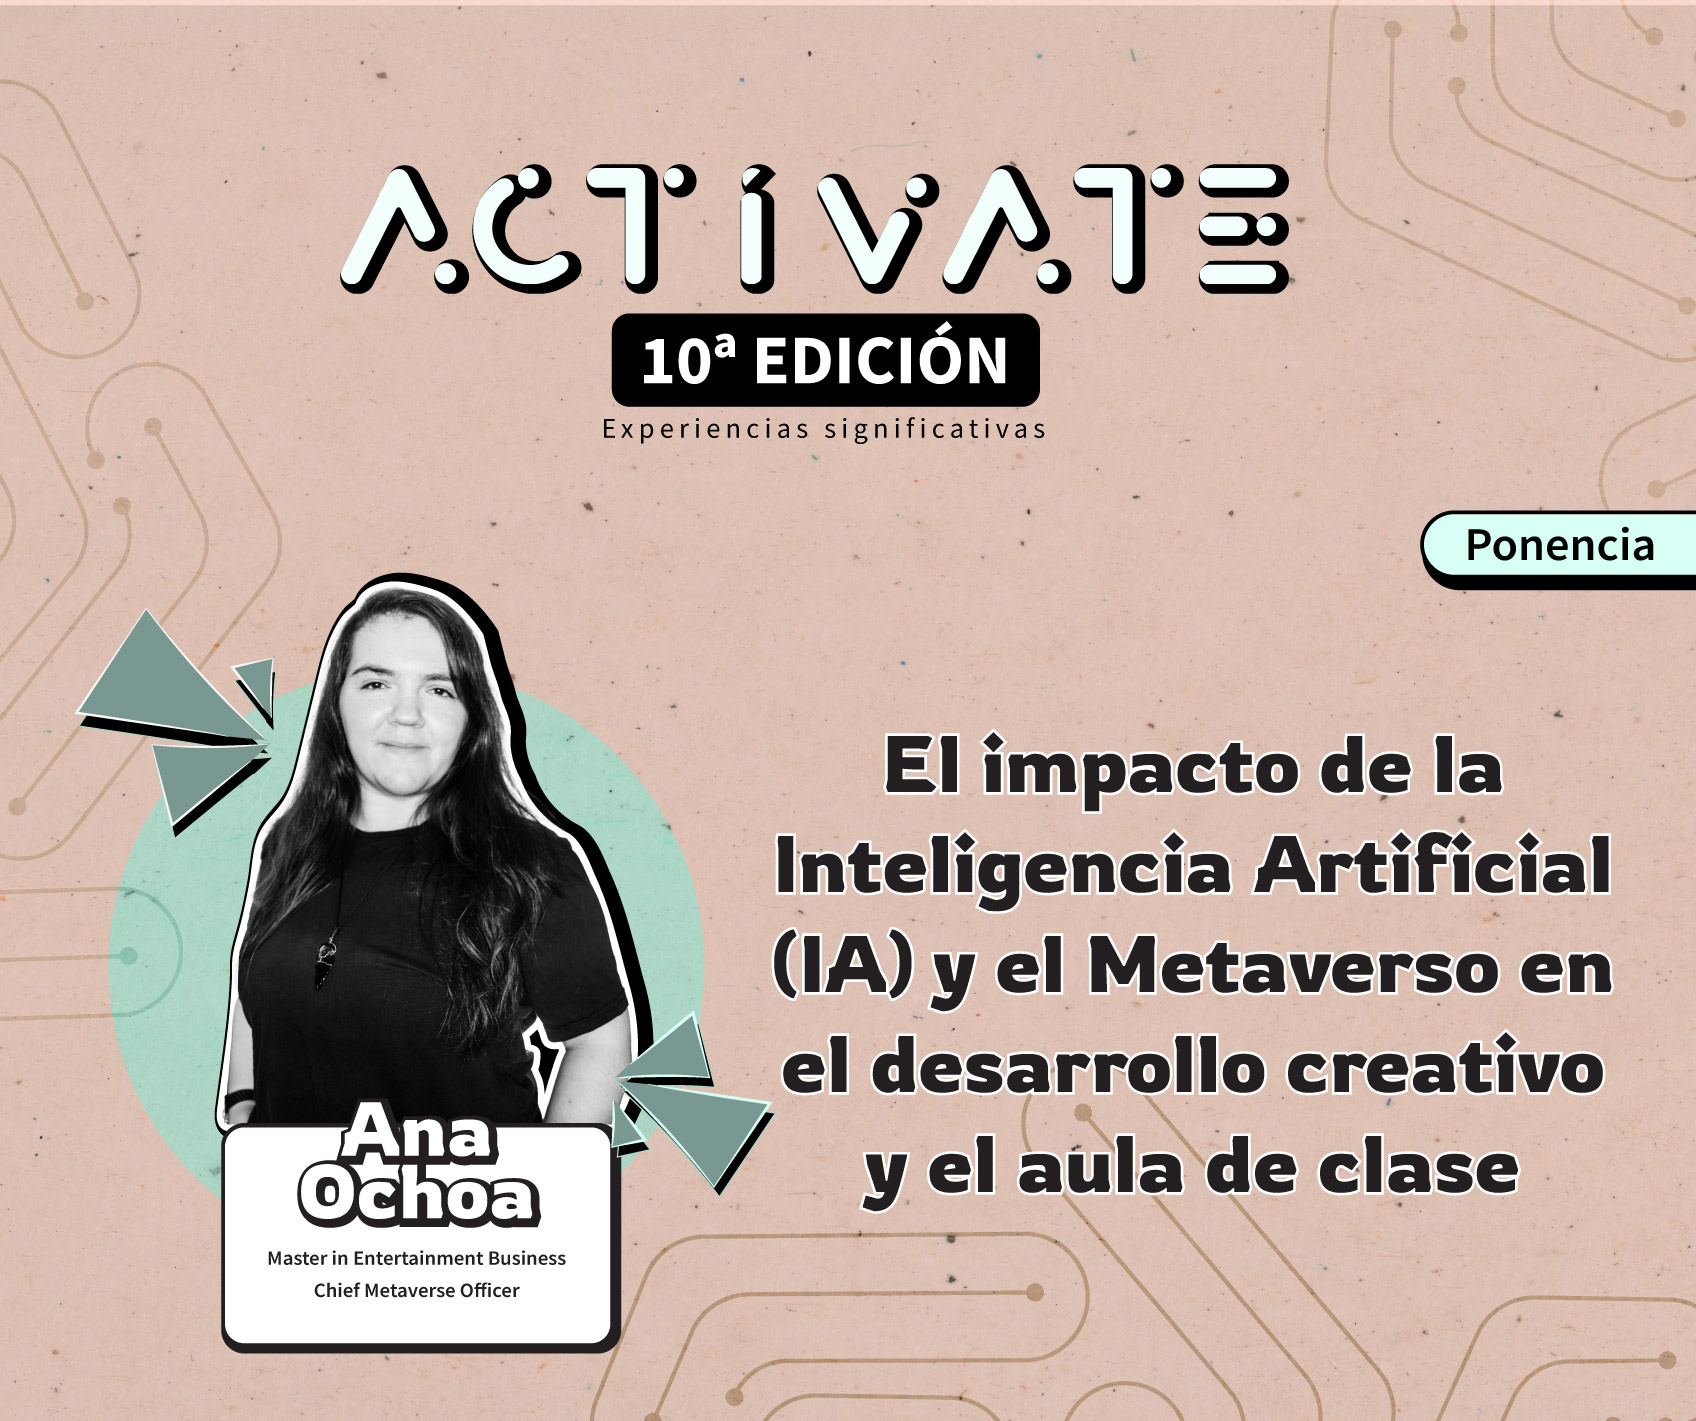 ACTÍVATE
10ª EDICIÓN
Experiencias significativas
Ponencia
El impacto de la
Inteligencia Artificial
(IA) y el Metaverso en
el desarrollo creativo
y el aula de clase
Ana
Ochoa
Master in Entertainment Business
Chief Metaverse Officer